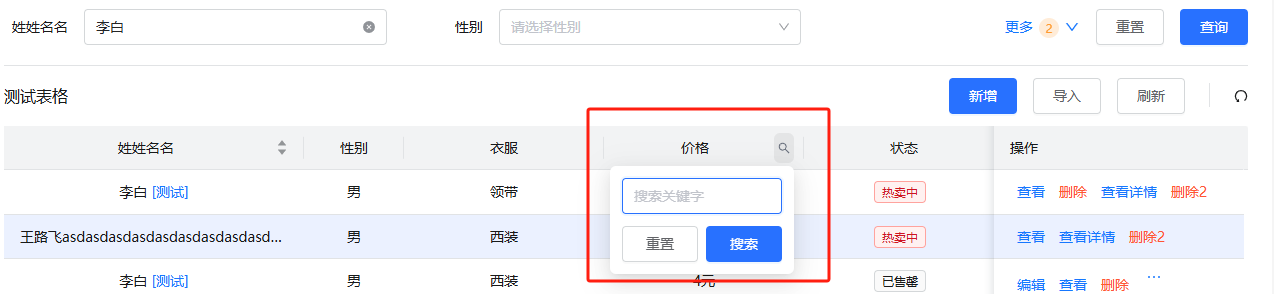 姓姓名名 李白 性别 请选择性别 更多 2 重置 查询
测试表格 新增 导入 刷新
姓姓名名 性别 衣服 价格 状态 操作
李白 [测试] 男 领带 热卖中 查看 删除 查看详情 删除2
搜索关键字
王路飞asdasdasdasdasdasdasdasdasd... 男 西装 热卖中 查看 查看详情 删除2
重置 搜索
李白 [测试] 男 西装 4元 已售罄 编辑 查看 删除 ...